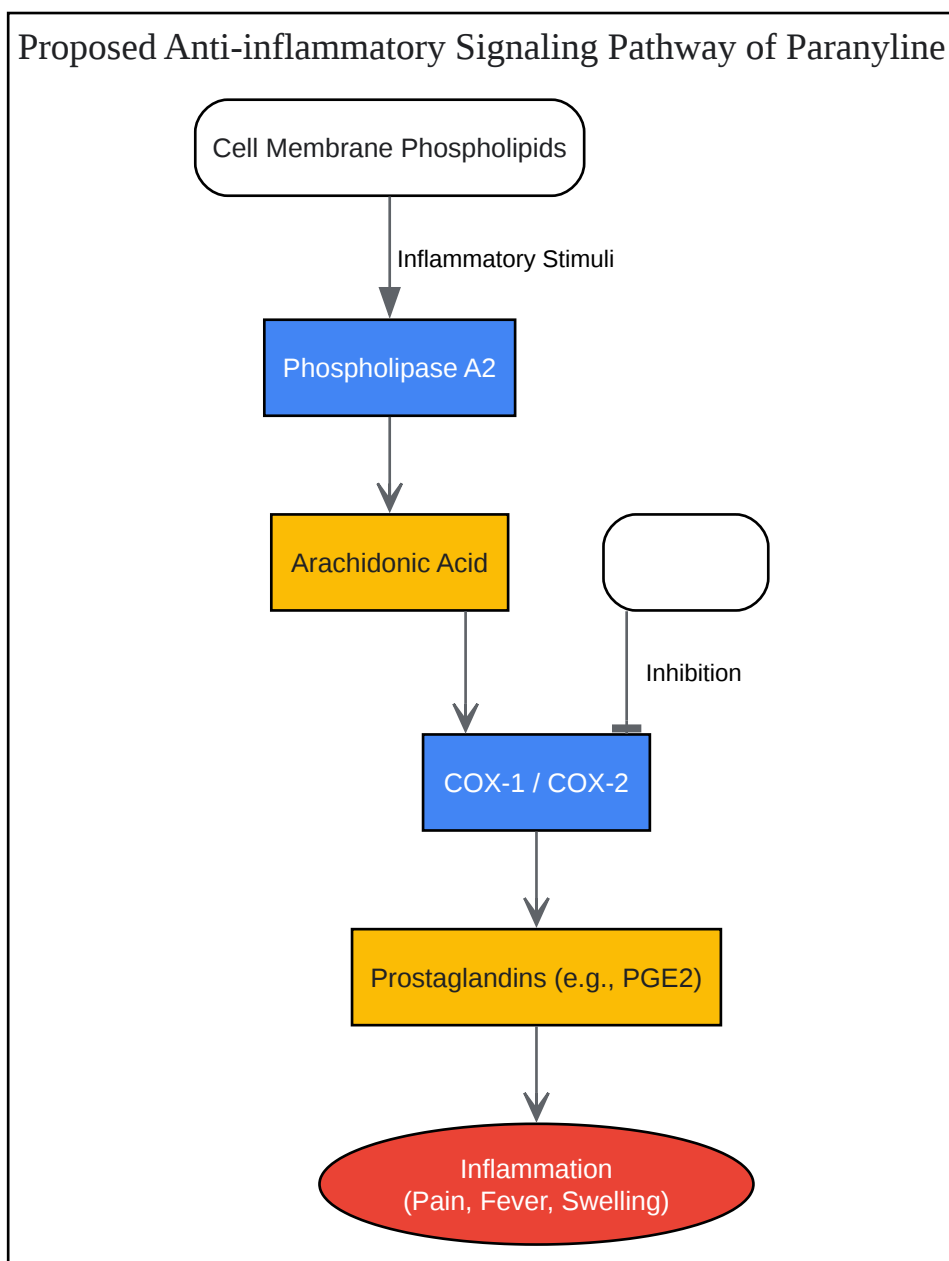 Proposed Anti-inflammatory Signaling Pathway of Paranyline
Cell Membrane Phospholipids
Inflammatory Stimuli
Phospholipase A2
Arachidonic Acid
Inhibition
COX-1 / COX-2
Prostaglandins (e.g., PGE2)
Inflammation
(Pain, Fever, Swelling)